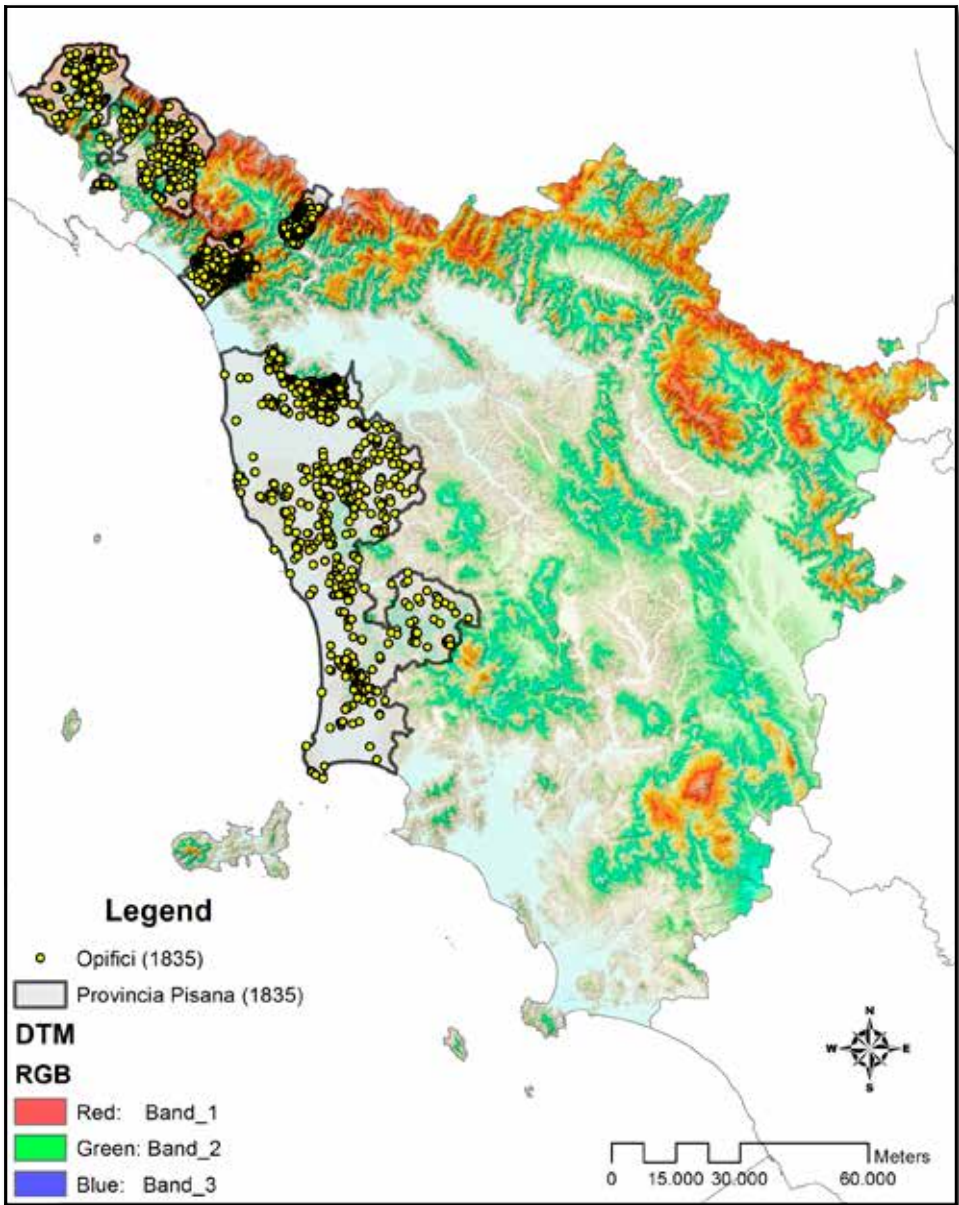 Legend
Opifici (1835)
Provincia Pisana (1835)
DTM
RGB
Red: Band_1
Green: Band_2
Blue: Band_3
N
W E
S
Meters
0 15.000 30.000 60.000